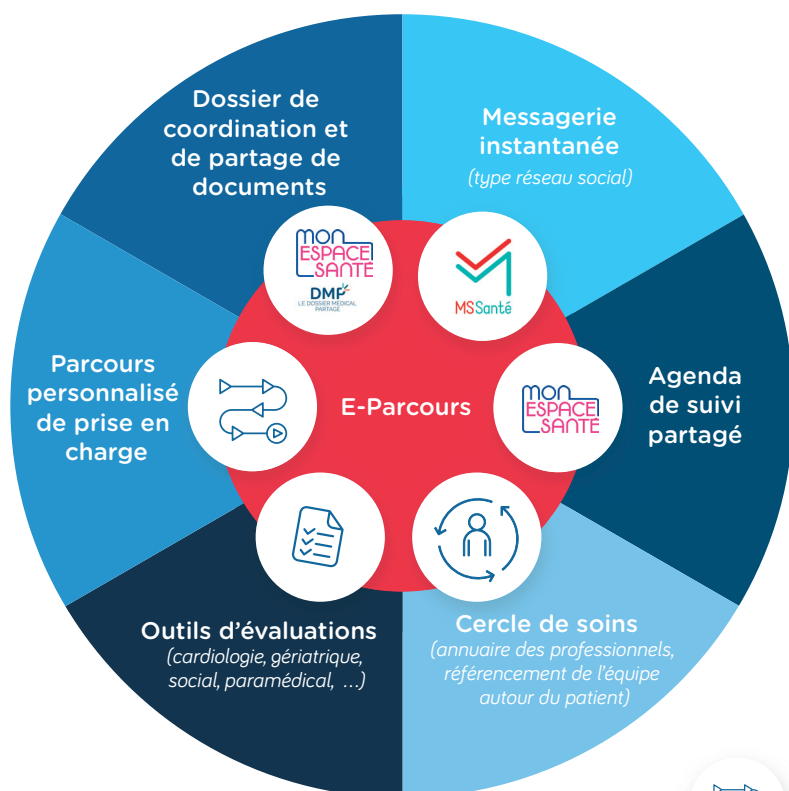 Dossier de
coordination et
de partage de
documents
Messagerie
instantanée
(type réseau social)
mon
ESPACE
SANTÉ
DMP
LE DOSSIER MÉDICAL
PARTAGÉ
MSSanté
Parcours
personnalisé
de prise en
charge
E-Parcours
mon
ESPACE
SANTÉ
Agenda
de suivi
partagé
Outils d’évaluations
(cardiologie, gériatrique,
social, paramédical, ...)
Cercle de soins
(annuaire des professionnels,
référencement de l’équipe
autour du patient)